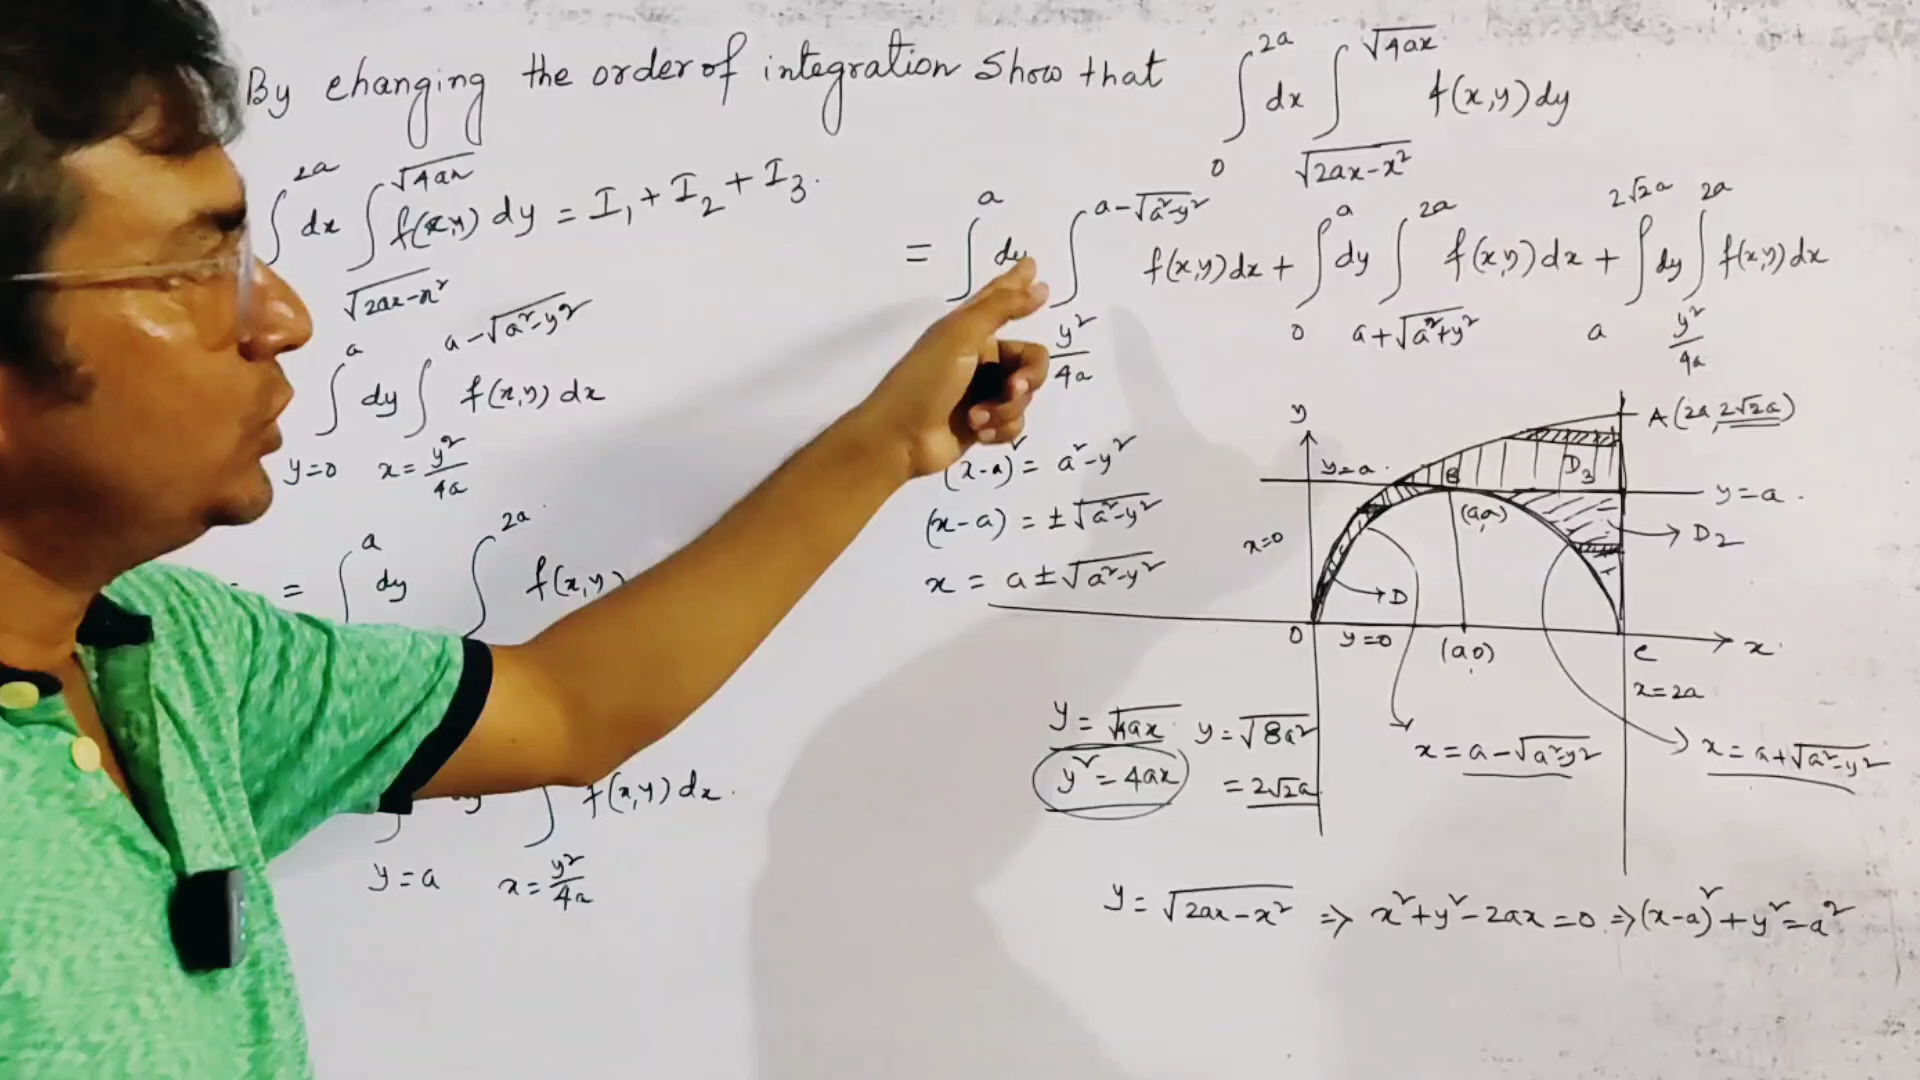 By changing the order of integration show that ∫_0^{2a} dx ∫_{√(2ax-x²)}^{√(4ax)} f(x,y) dy
= ∫^a dy ∫_{y²/4a}^{a-√(a²-y²)} f(x,y) dx + ∫_0^a dy ∫_{a+√(a²+y²)}^{2a} f(x,y) dx + ∫_a^{2√2a} dy ∫_{y²/4a}^{2a} f(x,y) dx
∫^{2a} dx ∫_{√(2ax-x²)}^{√(4ax)} f(x,y) dy = I₁ + I₂ + I₃.
∫_{y=0}^a dy ∫_{x=y²/4a}^{a-√(a²-y²)} f(x,y) dx
= ∫^a dy ∫^{2a} f(x,y)
f(x,y) dx.
y=a x=y²/4a
(x-a)² = a²-y²
(x-a) = ±√(a²-y²)
x = a±√(a²-y²)
y
A (2a, 2√2a)
y=a.
B
D₃
y=a.
(a,a)
D₂
x=0
D
0
y=0
(a,0)
c
x.
x=2a
y = √4ax y=√8a²
y²=4ax = 2√2a
x=a-√(a²-y²)
x=a+√(a²-y²)
y=√(2ax-x²) ⇒ x²+y²-2ax=0 ⇒ (x-a)²+y²=a²